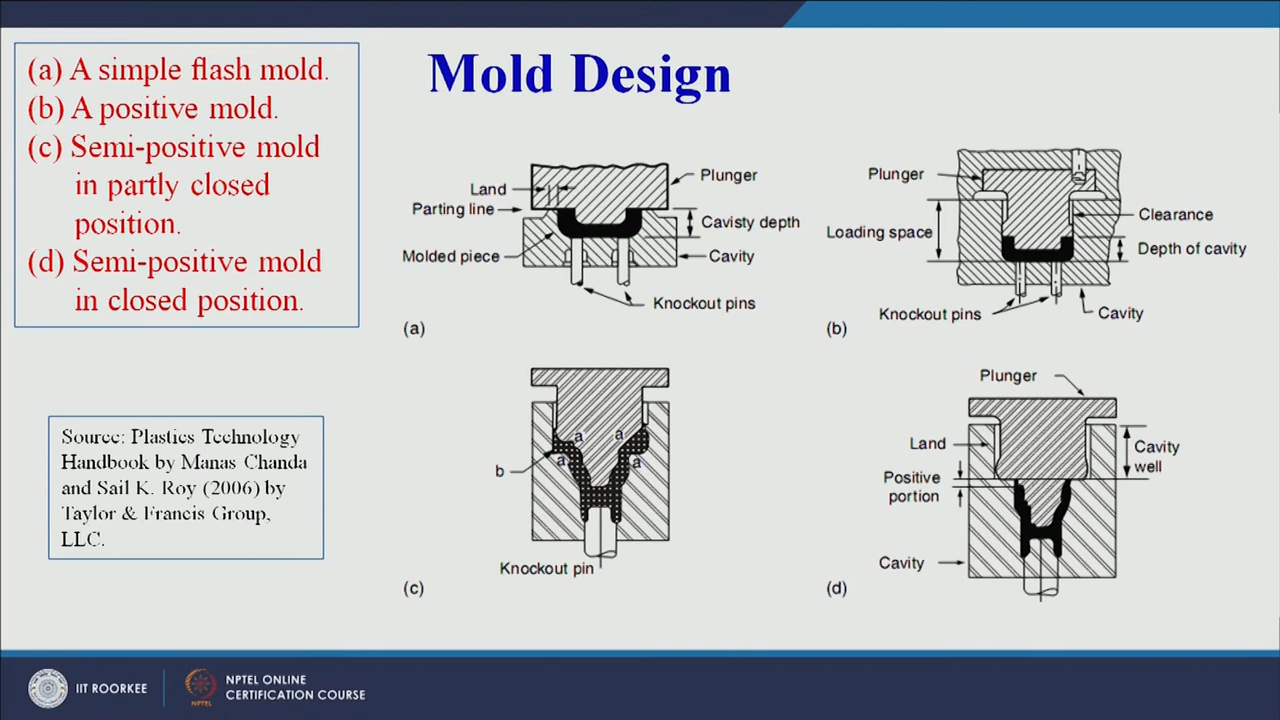 Mold Design
(a) A simple flash mold.
(b) A positive mold.
(c) Semi-positive mold
in partly closed
position.
(d) Semi-positive mold
in closed position.
Source: Plastics Technology
Handbook by Manas Chanda
and Salil K. Roy (2006) by
Taylor & Francis Group,
LLC.
Land
Parting line
Molded piece
Plunger
Cavisty depth
Cavity
Knockout pins
(a)
Plunger
Loading space
Clearance
Depth of cavity
Knockout pins
Cavity
(b)
a
a
a
a
b
Knockout pin
(c)
Plunger
Land
Positive
portion
Cavity
well
Cavity
(d)
IIT ROORKEE
NPTEL
NPTEL ONLINE
CERTIFICATION COURSE